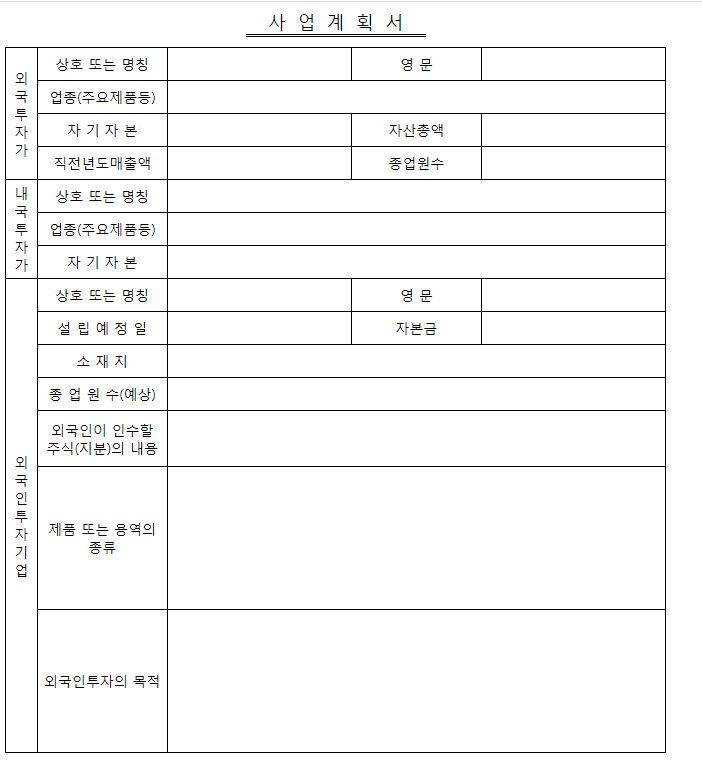 사 업 계 획 서
외국투자가
상호 또는 명칭
영 문
업종(주요제품등)
자 기 자 본
자산총액
직전년도매출액
종업원수
내국투자가
상호 또는 명칭
업종(주요제품등)
자 기 자 본
외국인투자기업
상호 또는 명칭
영 문
설 립 예 정 일
자본금
소 재 지
종 업 원 수(예상)
외국인이 인수할
주식(지분)의 내용
제품 또는 용역의
종류
외국인투자의 목적